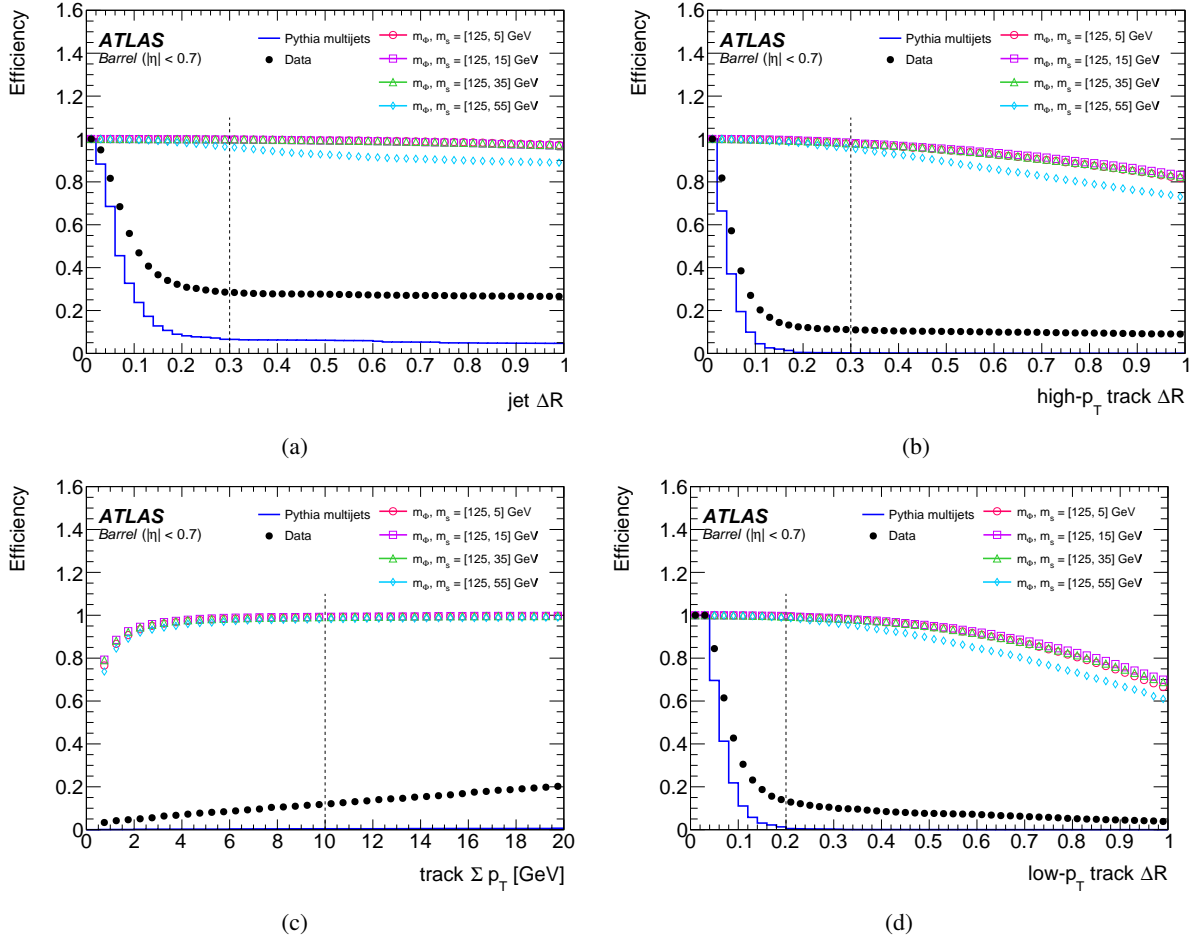 Efficiency
1.6
1.4
1.2
1
0.8
0.6
0.4
0.2
0
ATLAS
Barrel (|η| < 0.7)
Pythia multijets
Data
m_Φ, m_s = [125, 5] GeV
m_Φ, m_s = [125, 15] GeV
m_Φ, m_s = [125, 35] GeV
m_Φ, m_s = [125, 55] GeV
0 0.1 0.2 0.3 0.4 0.5 0.6 0.7 0.8 0.9 1
jet ΔR
(a)
Efficiency
1.6
1.4
1.2
1
0.8
0.6
0.4
0.2
0
ATLAS
Barrel (|η| < 0.7)
Pythia multijets
Data
m_Φ, m_s = [125, 5] GeV
m_Φ, m_s = [125, 15] GeV
m_Φ, m_s = [125, 35] GeV
m_Φ, m_s = [125, 55] GeV
0 0.1 0.2 0.3 0.4 0.5 0.6 0.7 0.8 0.9 1
high-p_T track ΔR
(b)
Efficiency
1.6
1.4
1.2
1
0.8
0.6
0.4
0.2
0
ATLAS
Barrel (|η| < 0.7)
Pythia multijets
Data
m_Φ, m_s = [125, 5] GeV
m_Φ, m_s = [125, 15] GeV
m_Φ, m_s = [125, 35] GeV
m_Φ, m_s = [125, 55] GeV
0 2 4 6 8 10 12 14 16 18 20
track Σ p_T [GeV]
(c)
Efficiency
1.6
1.4
1.2
1
0.8
0.6
0.4
0.2
0
ATLAS
Barrel (|η| < 0.7)
Pythia multijets
Data
m_Φ, m_s = [125, 5] GeV
m_Φ, m_s = [125, 15] GeV
m_Φ, m_s = [125, 35] GeV
m_Φ, m_s = [125, 55] GeV
0 0.1 0.2 0.3 0.4 0.5 0.6 0.7 0.8 0.9 1
low-p_T track ΔR
(d)